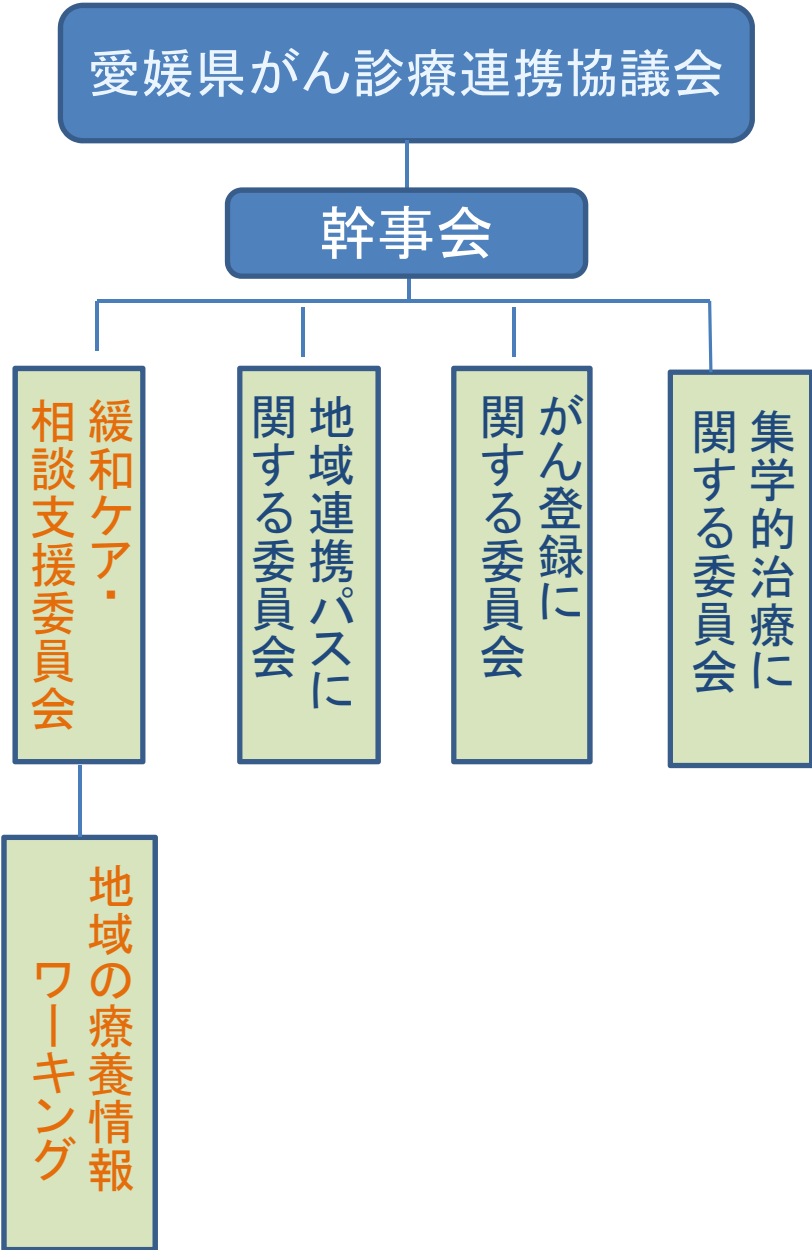 愛媛県がん診療連携協議会
幹事会
緩和ケア・
相談支援委員会
地域連携パスに
関する委員会
がん登録に
関する委員会
集学的治療に
関する委員会
地域の療養情報
ワーキング